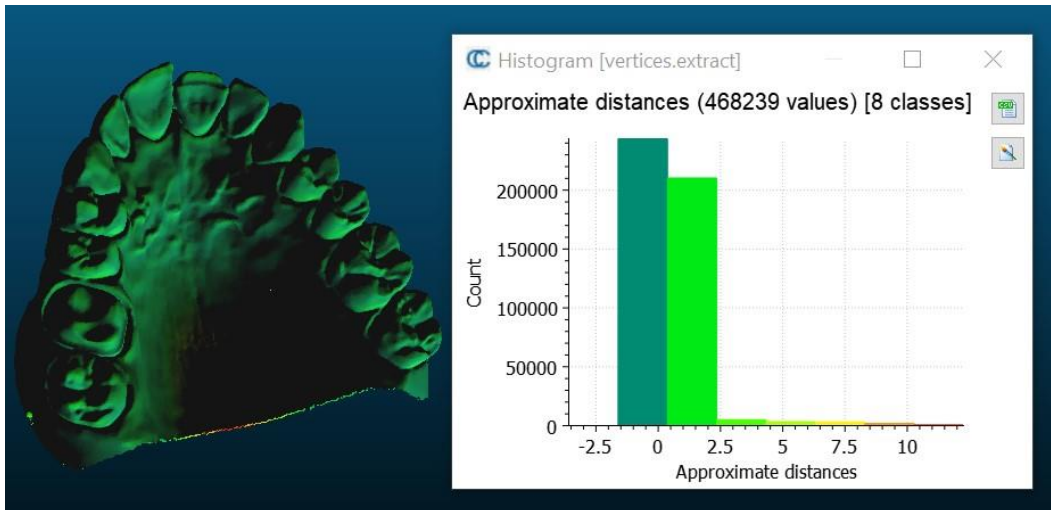 Histogram [vertices.extract]
Approximate distances (468239 values) [8 classes]
CSV
200000
150000
100000
50000
0
Count
-2.5 0 2.5 5 7.5 10
Approximate distances